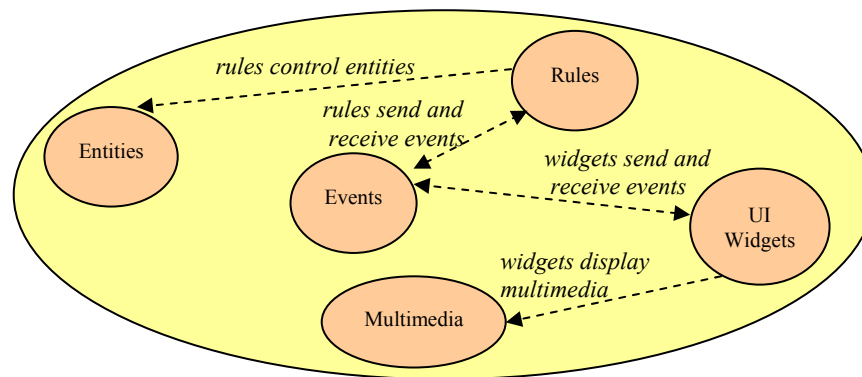 rules control entities
Rules
rules send and
receive events
Entities
widgets send and
receive events
Events
UI
Widgets
widgets display
multimedia
Multimedia